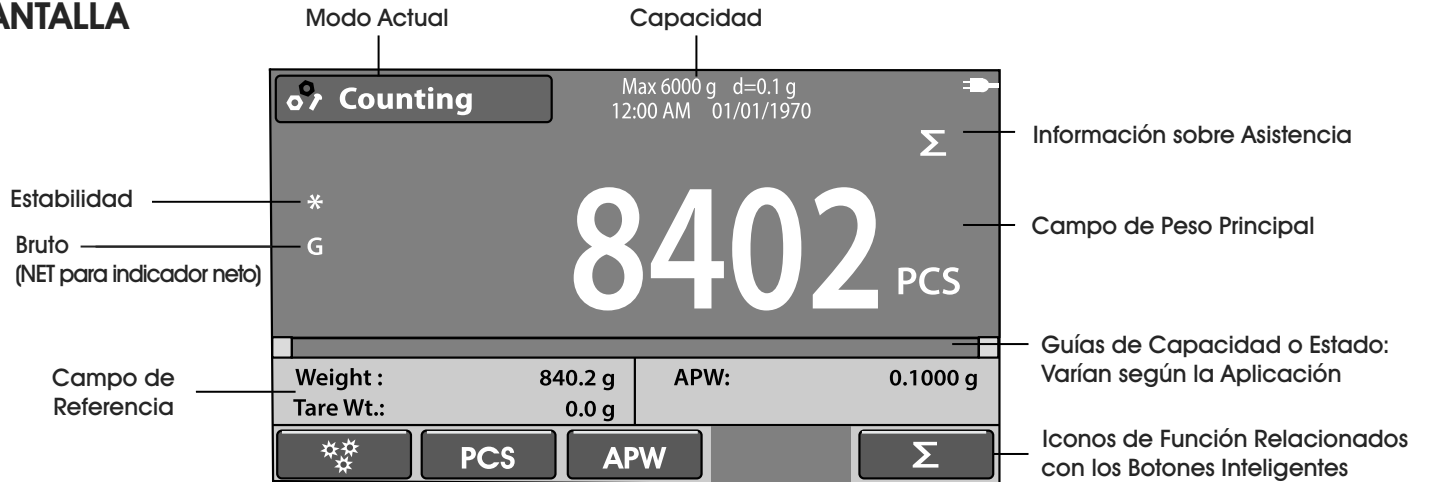 ANTALLA
Modo Actual
Capacidad
Counting
Max 6000 g d=0.1 g
12:00 AM 01/01/1970
Σ
Información sobre Asistencia
Estabilidad
*
Bruto
(NET para indicador neto)
G
8402 PCS
Campo de Peso Principal
Guías de Capacidad o Estado:
Varían según la Aplicación
Campo de
Referencia
Weight : 840.2 g
Tare Wt.: 0.0 g
APW: 0.1000 g
PCS
APW
Σ
Iconos de Función Relacionados
con los Botones Inteligentes